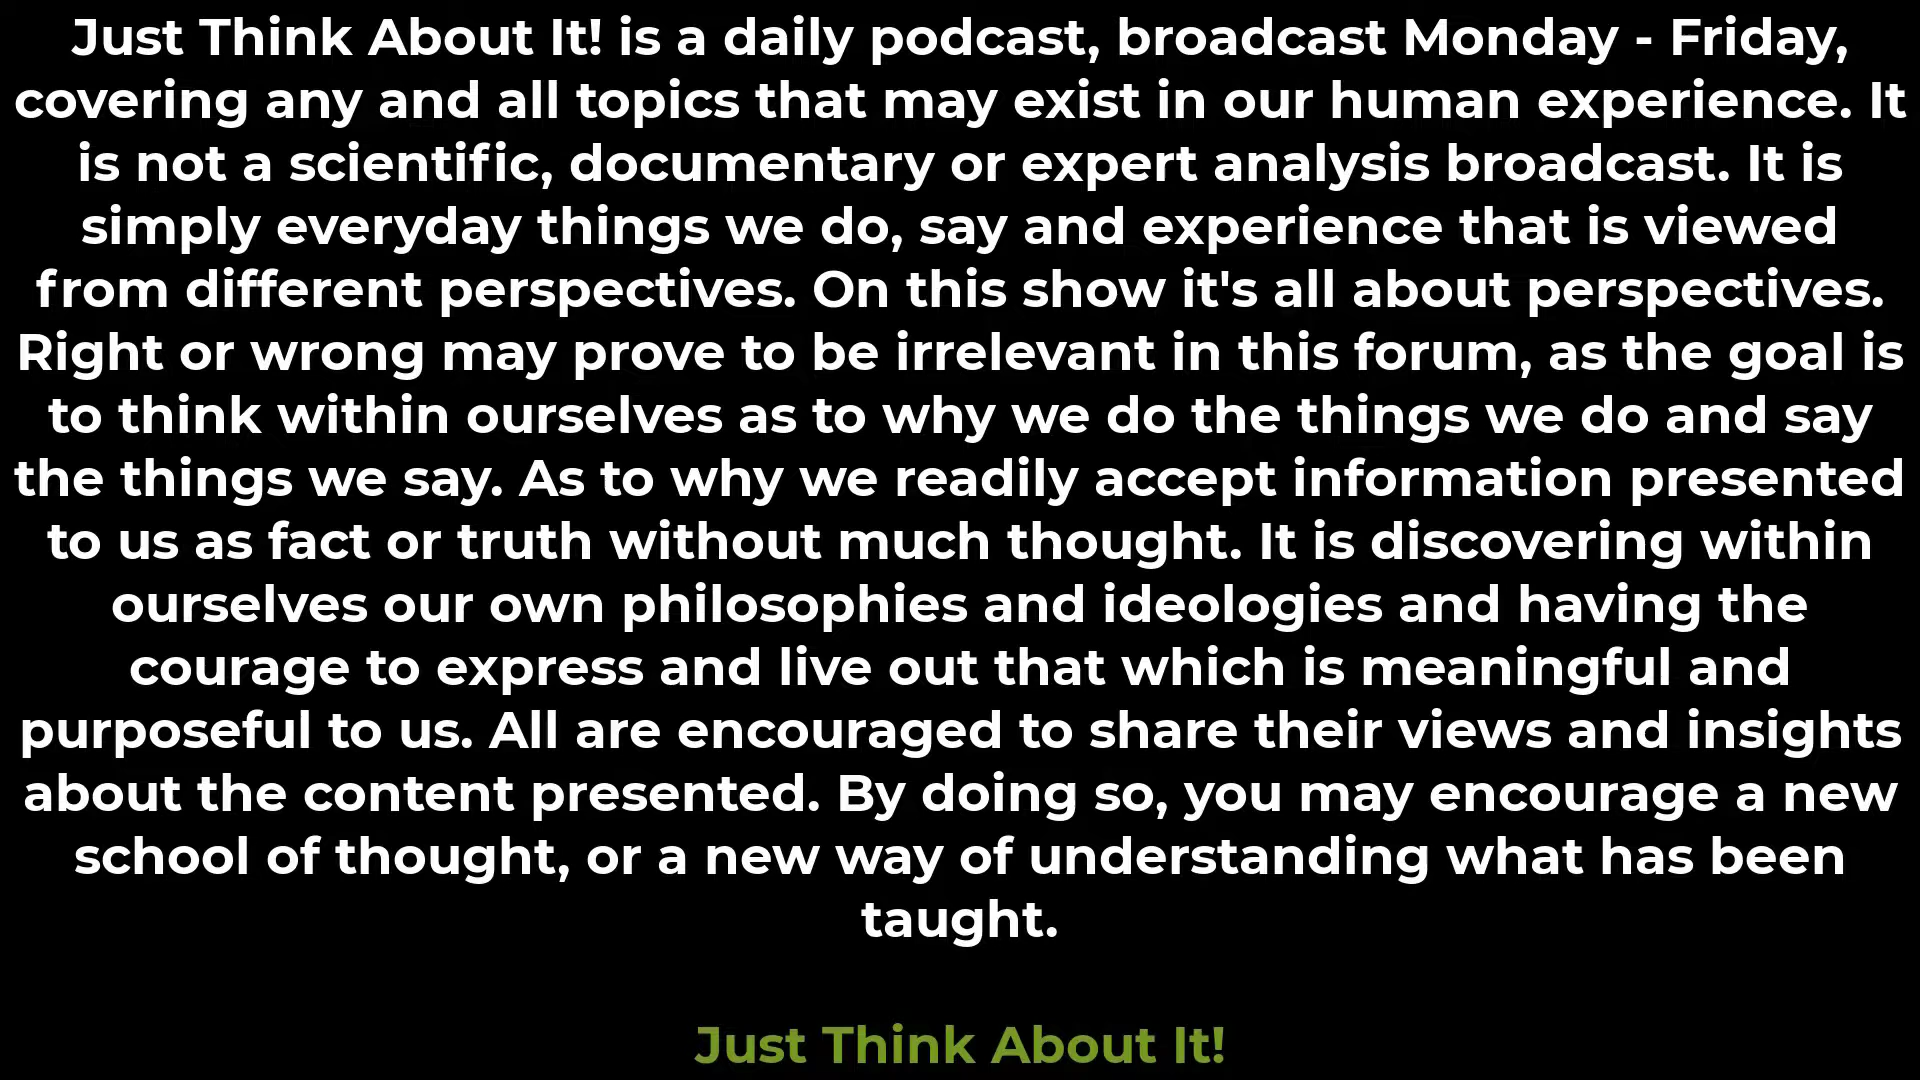 Just Think About It! is a daily podcast, broadcast Monday - Friday,
covering any and all topics that may exist in our human experience. It
is not a scientific, documentary or expert analysis broadcast. It is
simply everyday things we do, say and experience that is viewed
from different perspectives. On this show it's all about perspectives.
Right or wrong may prove to be irrelevant in this forum, as the goal is
to think within ourselves as to why we do the things we do and say
the things we say. As to why we readily accept information presented
to us as fact or truth without much thought. It is discovering within
ourselves our own philosophies and ideologies and having the
courage to express and live out that which is meaningful and
purposeful to us. All are encouraged to share their views and insights
about the content presented. By doing so, you may encourage a new
school of thought, or a new way of understanding what has been
taught.
Just Think About It!